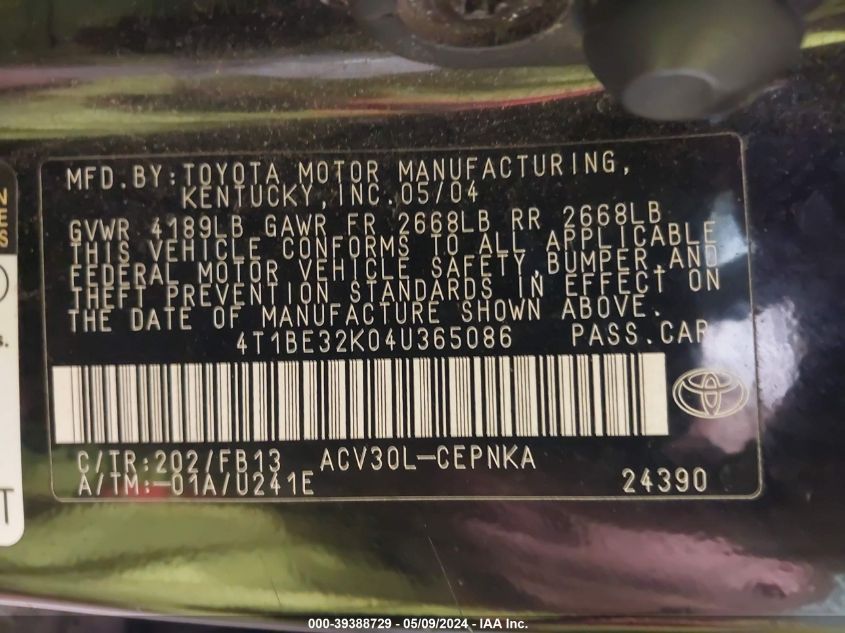 MFD.BY:TOYOTA MOTOR MANUFACTURING,
KENTUCKY,INC.05/04
GVWR 4189LB GAWR FR 2668LB RR 2668LB
THIS VEHICLE CONFORMS TO ALL APPLICABLE
FEDERAL MOTOR VEHICLE SAFETY,BUMPER,AND
THEFT PREVENTION STANDARDS IN EFFECT ON
THE DATE OF MANUFACTURE SHOWN ABOVE.
4T1BE32K04U365086 PASS.CAR
C/TR:202/FB13 ACV30L-CEPNKA
A/TM:-01A/U241E 24390
000-39388729 - 05/09/2024 - IAA Inc.